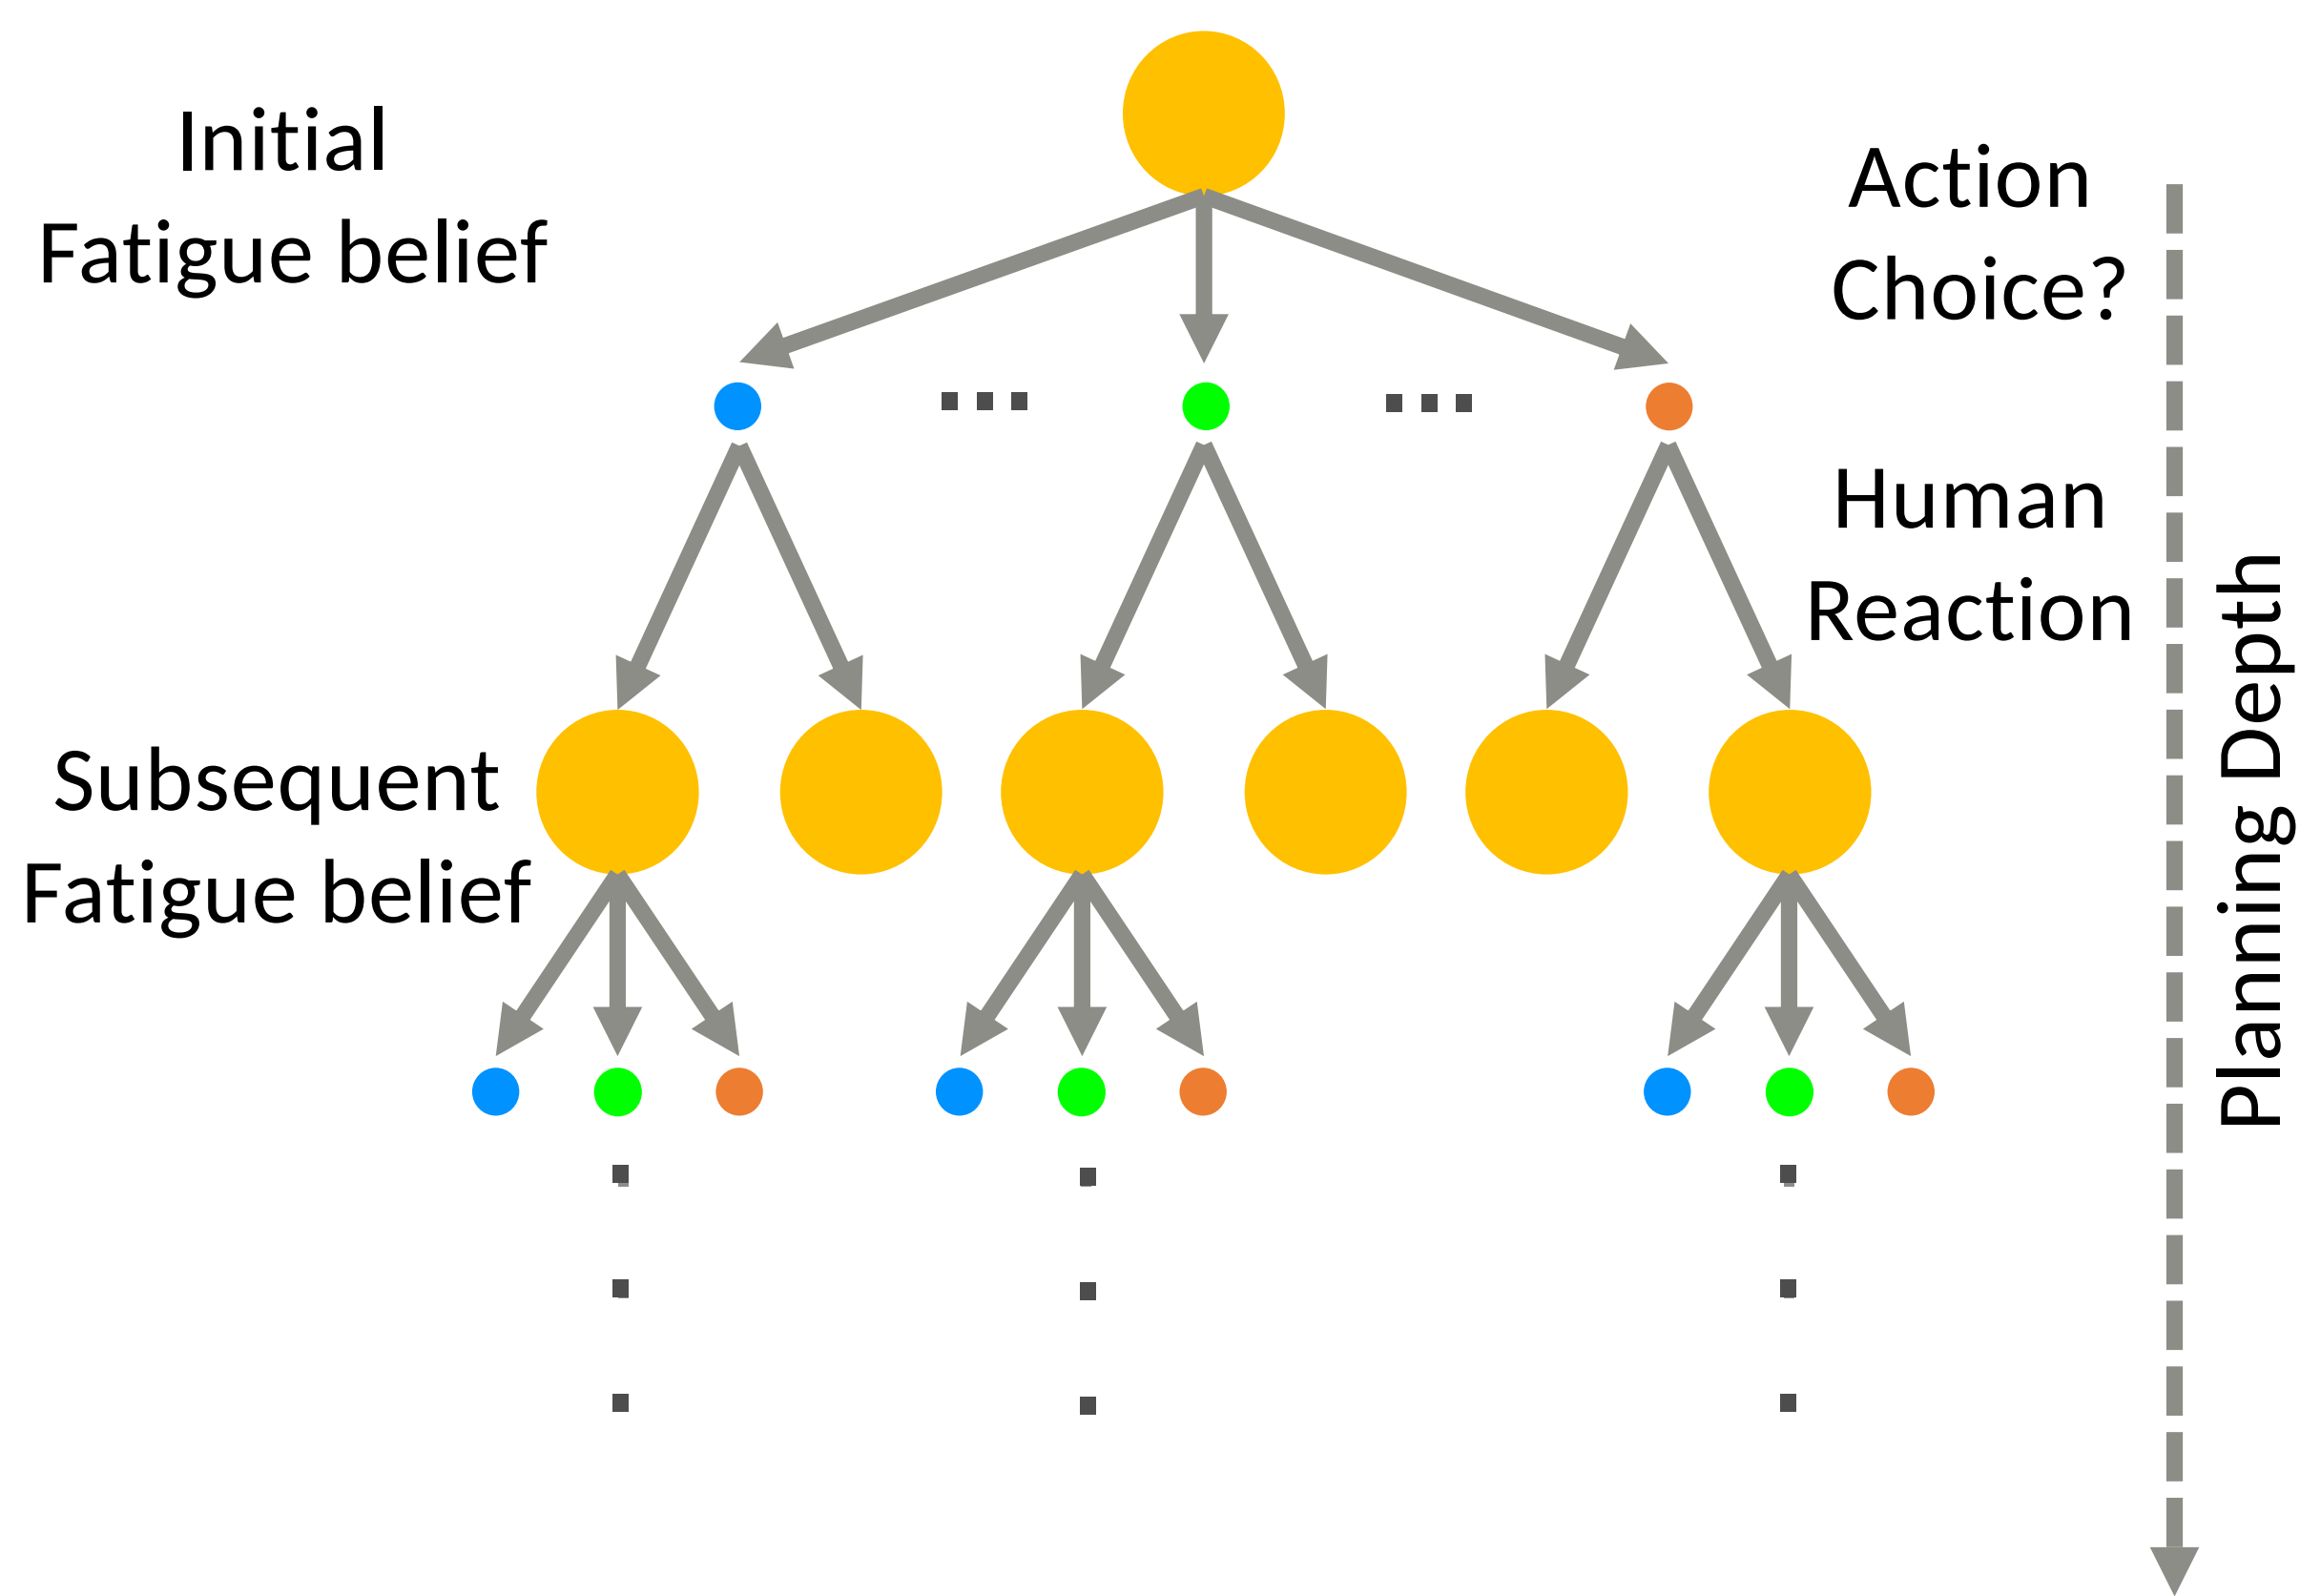 Initial
Fatigue belief
Action
Choice?
Human
Reaction
Subsequent
Fatigue belief
Planning Depth